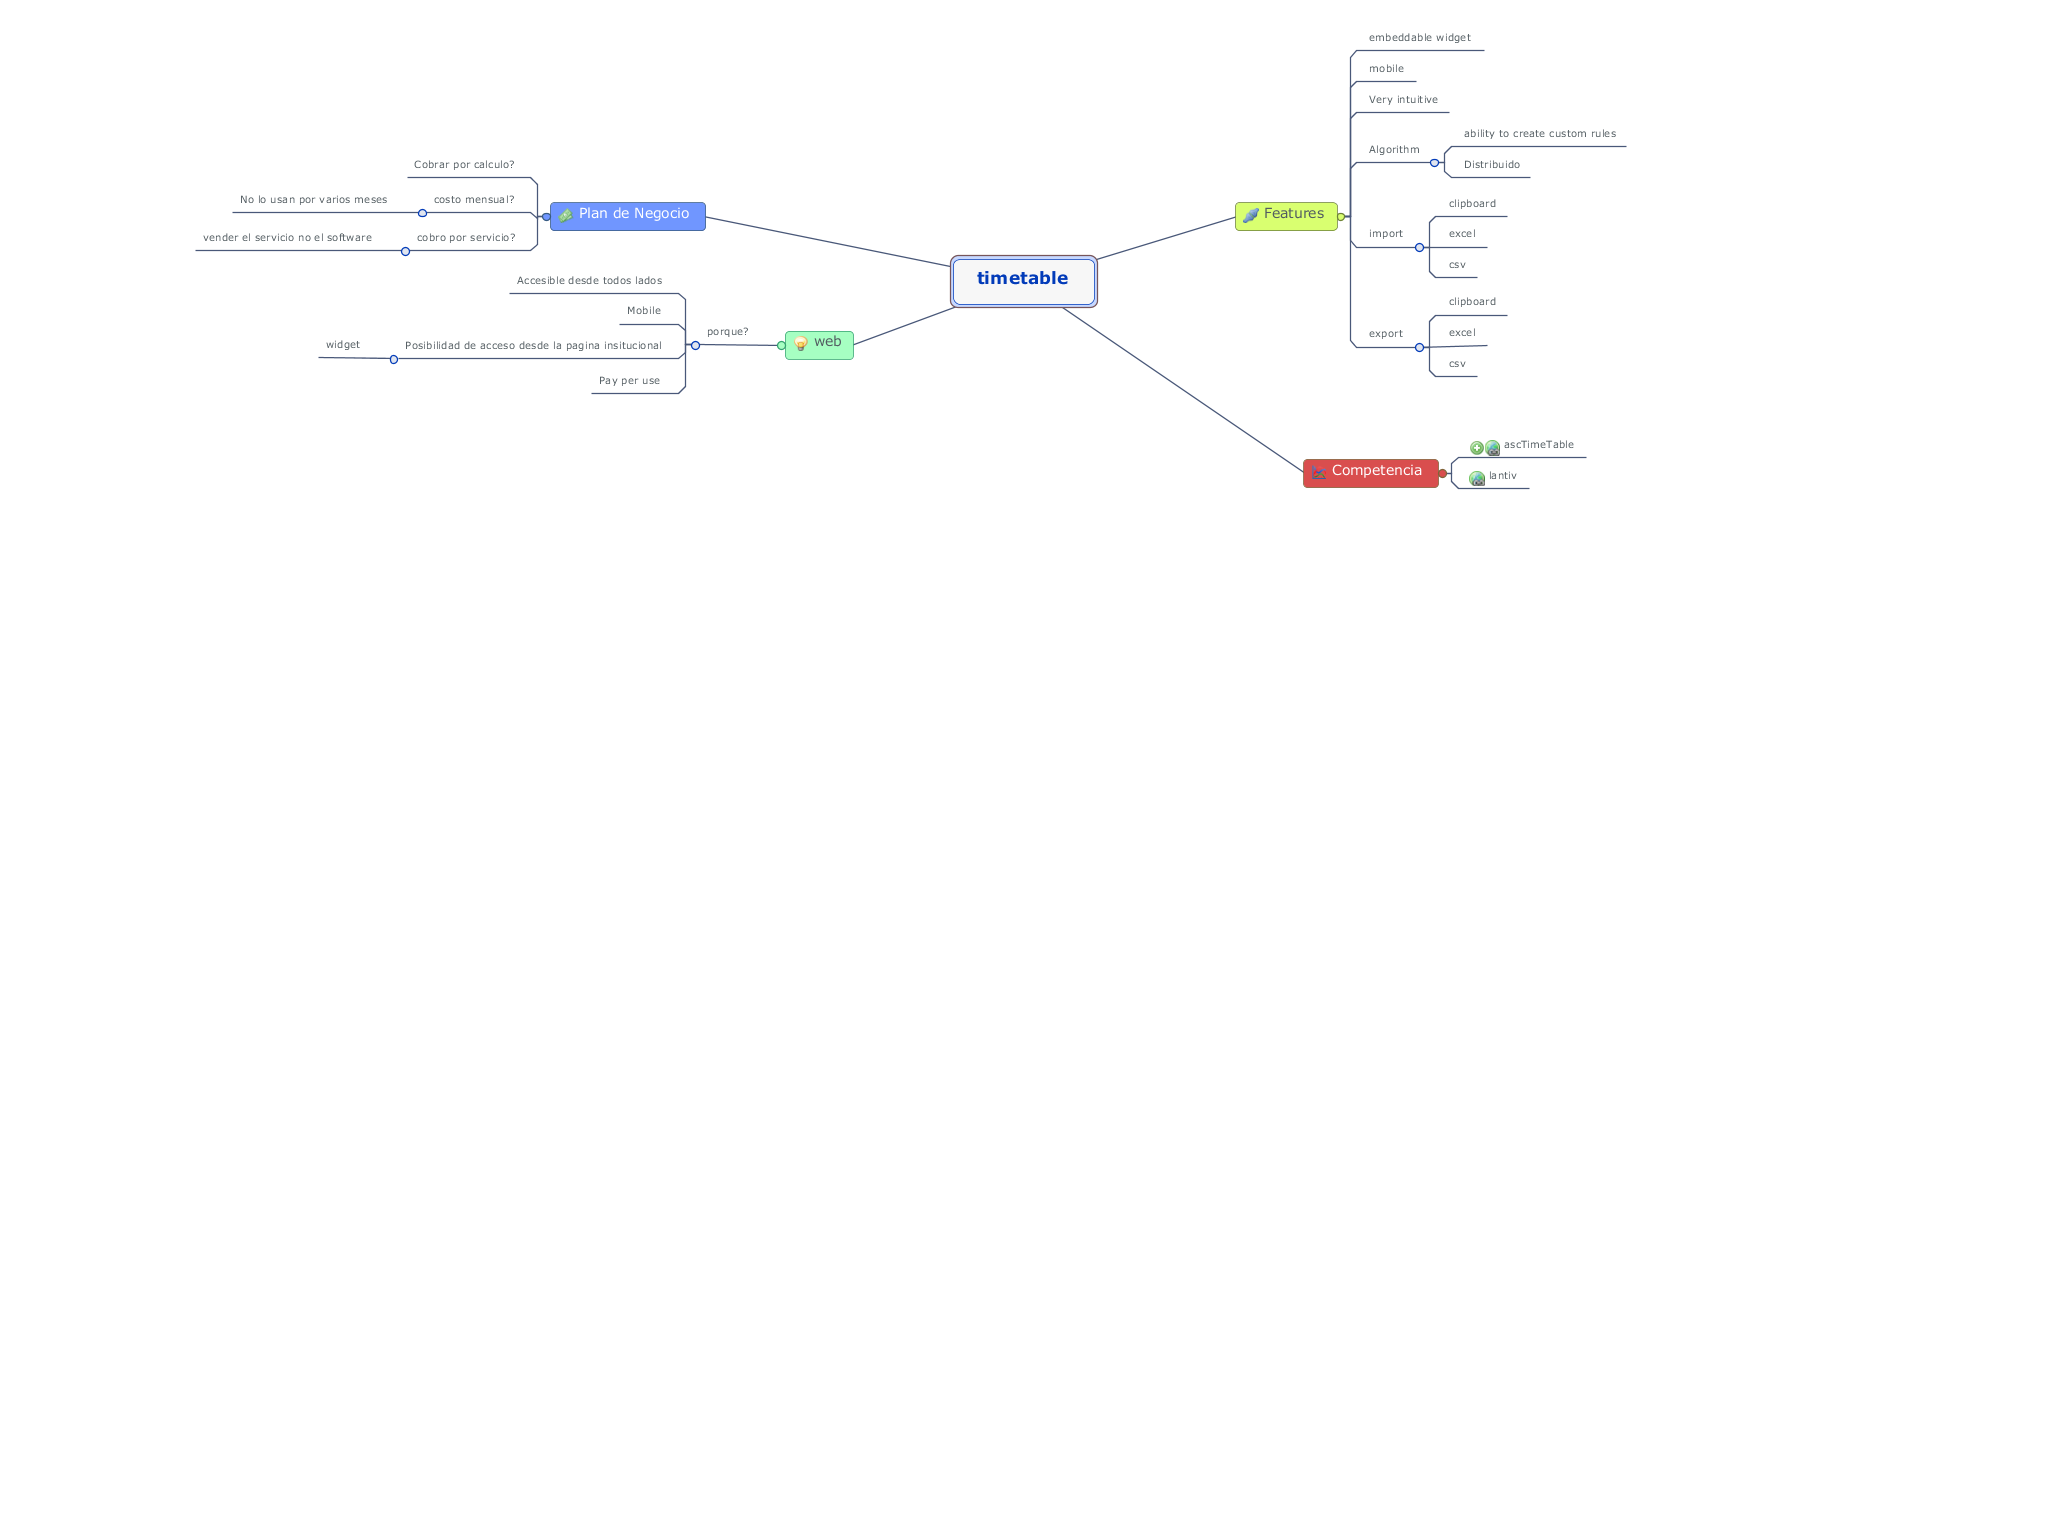 timetable
Features
embeddable widget
mobile
Very intuitive
Algorithm
ability to create custom rules
Distribuido
import
clipboard
excel
csv
export
clipboard
excel
csv
Competencia
ascTimeTable
lantiv
Plan de Negocio
Cobrar por calculo?
costo mensual?
No lo usan por varios meses
cobro por servicio?
vender el servicio no el software
web
porque?
Accesible desde todos lados
Mobile
Posibilidad de acceso desde la pagina insitucional
widget
Pay per use